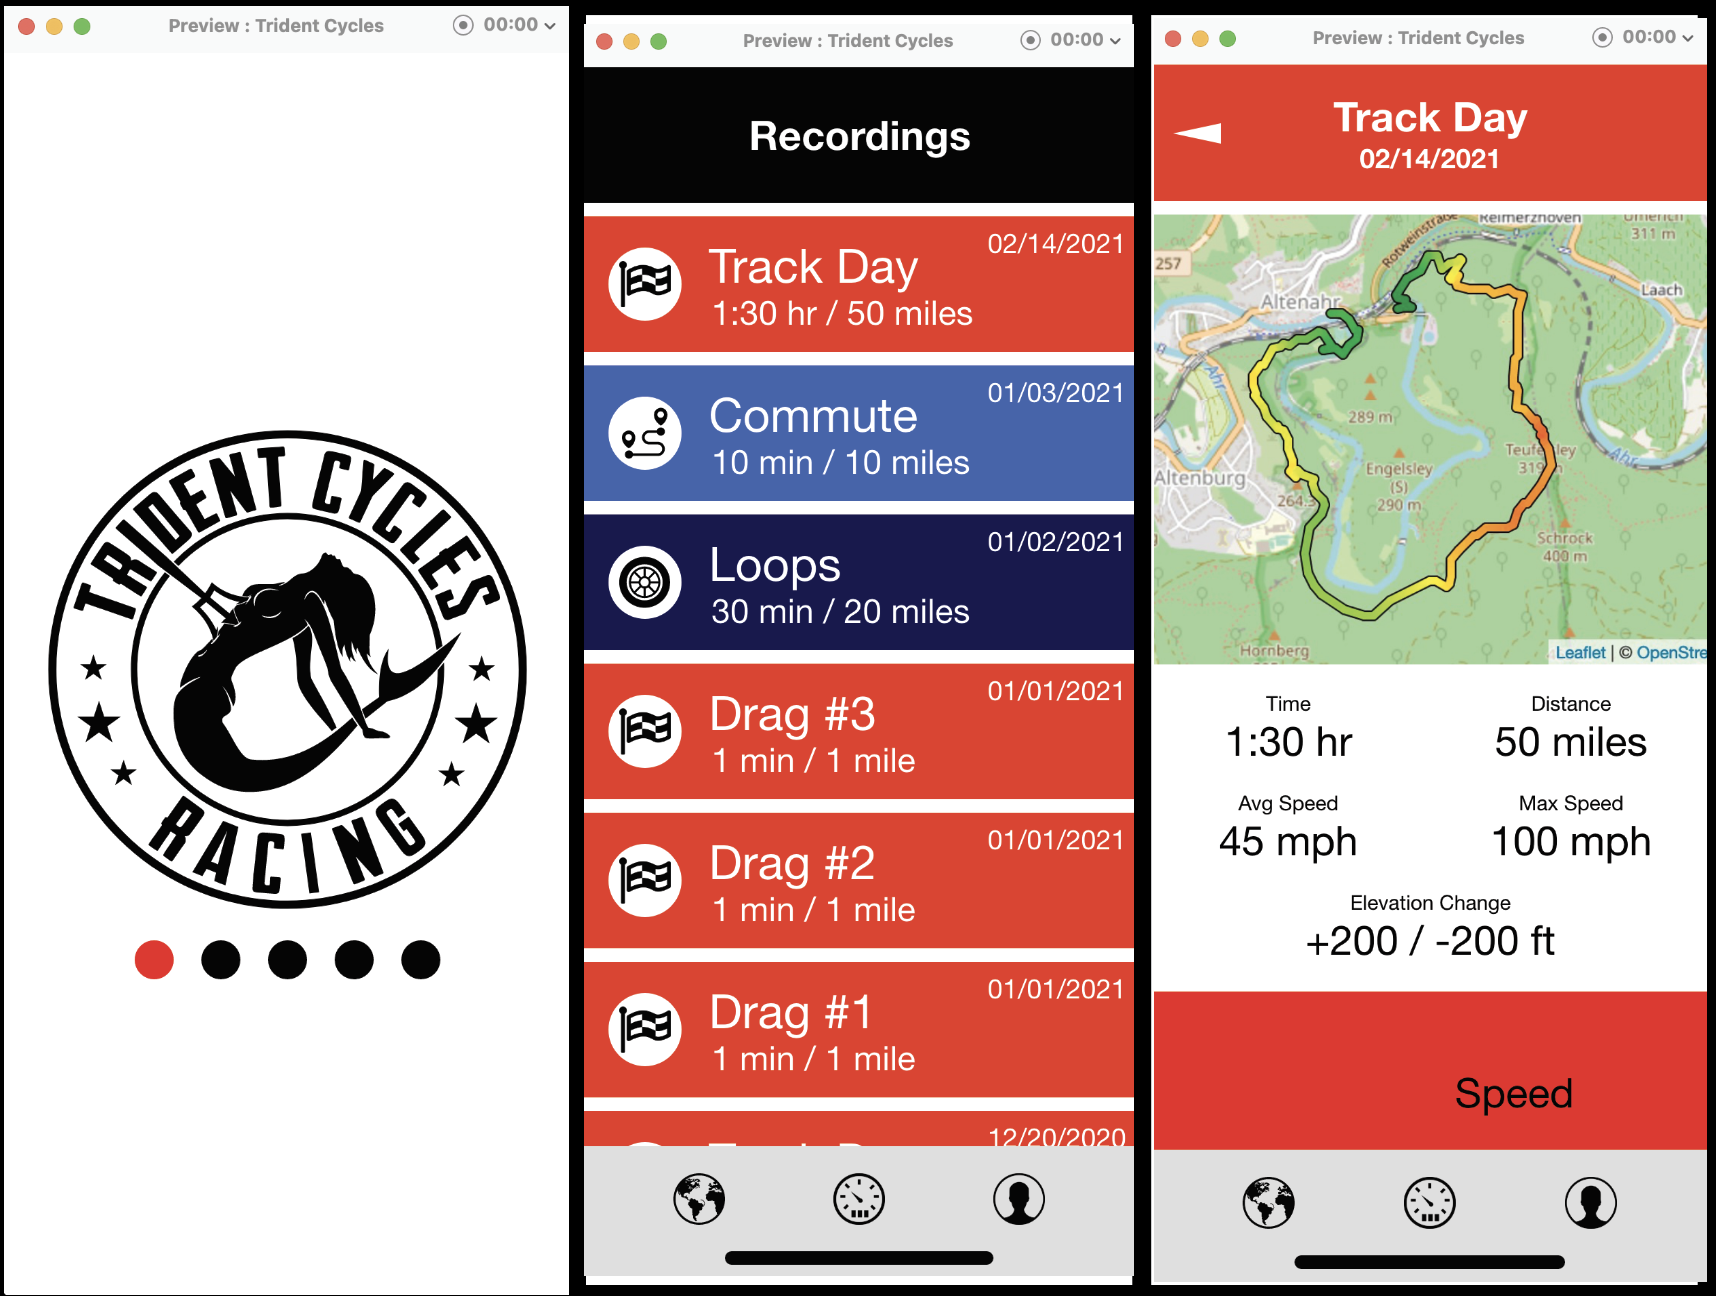 Preview : Trident Cycles
00:00
TRIDENT CYCLES
RACING
Preview : Trident Cycles
00:00
Recordings
02/14/2021
Track Day
1:30 hr / 50 miles
01/03/2021
Commute
10 min / 10 miles
01/02/2021
Loops
30 min / 20 miles
01/01/2021
Drag #3
1 min / 1 mile
01/01/2021
Drag #2
1 min / 1 mile
01/01/2021
Drag #1
1 min / 1 mile
12/20/2020
Preview : Trident Cycles
00:00
Track Day
02/14/2021
Reimerzhoven
Rotweinstraße
311 m
257
Laach
Altenahr
Ahr
289 m
Teufelsley
Ahr
Engelsley
(S)
290 m
Altenburg
264.3
Schrock
400 m
Hornberg
Leaflet | © OpenStre
Time
1:30 hr
Distance
50 miles
Avg Speed
45 mph
Max Speed
100 mph
Elevation Change
+200 / -200 ft
Speed